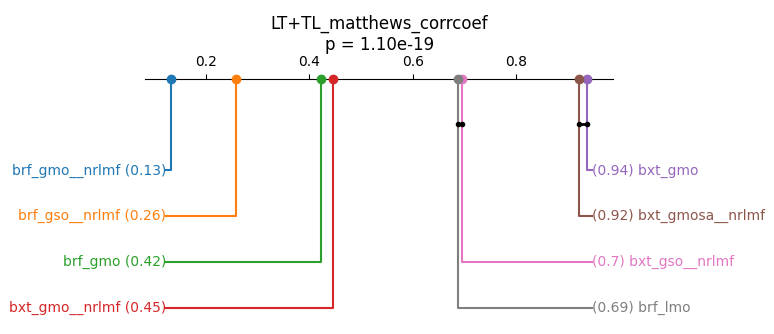 LT+TL_matthews_corrcoef
p = 1.10e-19
0.2 0.4 0.6 0.8
brf_gmo__nrlmf (0.13) (0.94) bxt_gmo
brf_gso__nrlmf (0.26) (0.92) bxt_gmosa__nrlmf
brf_gmo (0.42) (0.7) bxt_gso__nrlmf
bxt_gmo__nrlmf (0.45) (0.69) brf_lmo